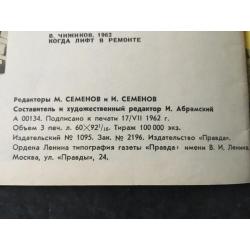 В. ЧИЖИКОВ, 1962
КОГДА ЛИФТ В РЕМОНТЕ
Редакторы М. СЕМЕНОВ и И. СЕМЕНОВ
Составитель и художественный редактор И. Абрамский
А 00134. Подписано к печати 17/VII 1962 г.
Объем 3 печ. л. 60×92¹/₁₆. Тираж 100 000 экз.
Издательский № 1095. Зак. № 2196. Издательство «Правда».
Ордена Ленина типография газеты «Правда» имени В. И. Ленина.
Москва, ул. «Правды», 24.